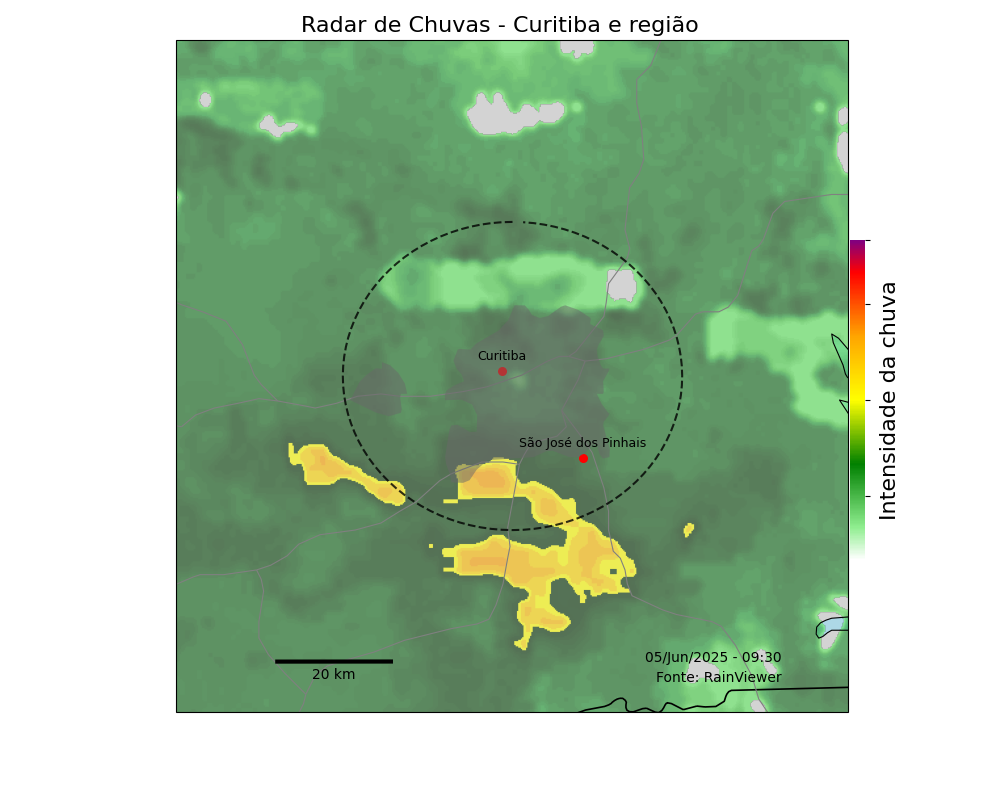 Radar de Chuvas - Curitiba e região
Curitiba
São José dos Pinhais
Intensidade da chuva
05/Jun/2025 - 09:30
Fonte: RainViewer
20 km